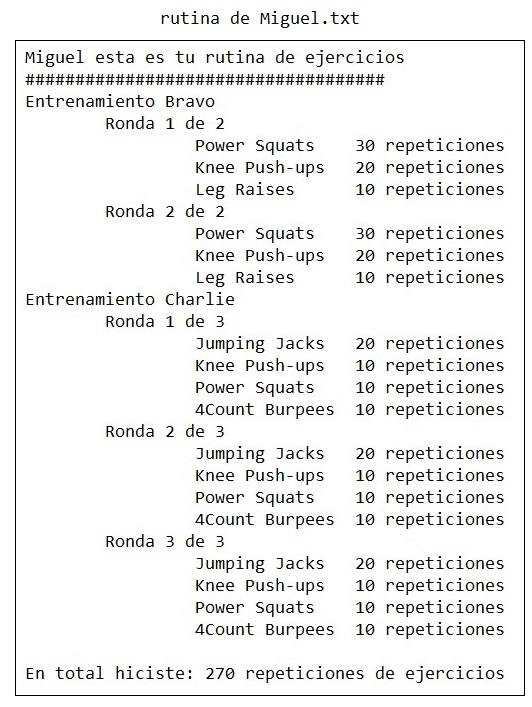 rutina de Miguel.txt
Miguel esta es tu rutina de ejercicios
####################################
Entrenamiento Bravo
Ronda 1 de 2
Power Squats 30 repeticiones
Knee Push-ups 20 repeticiones
Leg Raises 10 repeticiones
Ronda 2 de 2
Power Squats 30 repeticiones
Knee Push-ups 20 repeticiones
Leg Raises 10 repeticiones
Entrenamiento Charlie
Ronda 1 de 3
Jumping Jacks 20 repeticiones
Knee Push-ups 10 repeticiones
Power Squats 10 repeticiones
4Count Burpees 10 repeticiones
Ronda 2 de 3
Jumping Jacks 20 repeticiones
Knee Push-ups 10 repeticiones
Power Squats 10 repeticiones
4Count Burpees 10 repeticiones
Ronda 3 de 3
Jumping Jacks 20 repeticiones
Knee Push-ups 10 repeticiones
Power Squats 10 repeticiones
4Count Burpees 10 repeticiones
En total hiciste: 270 repeticiones de ejercicios